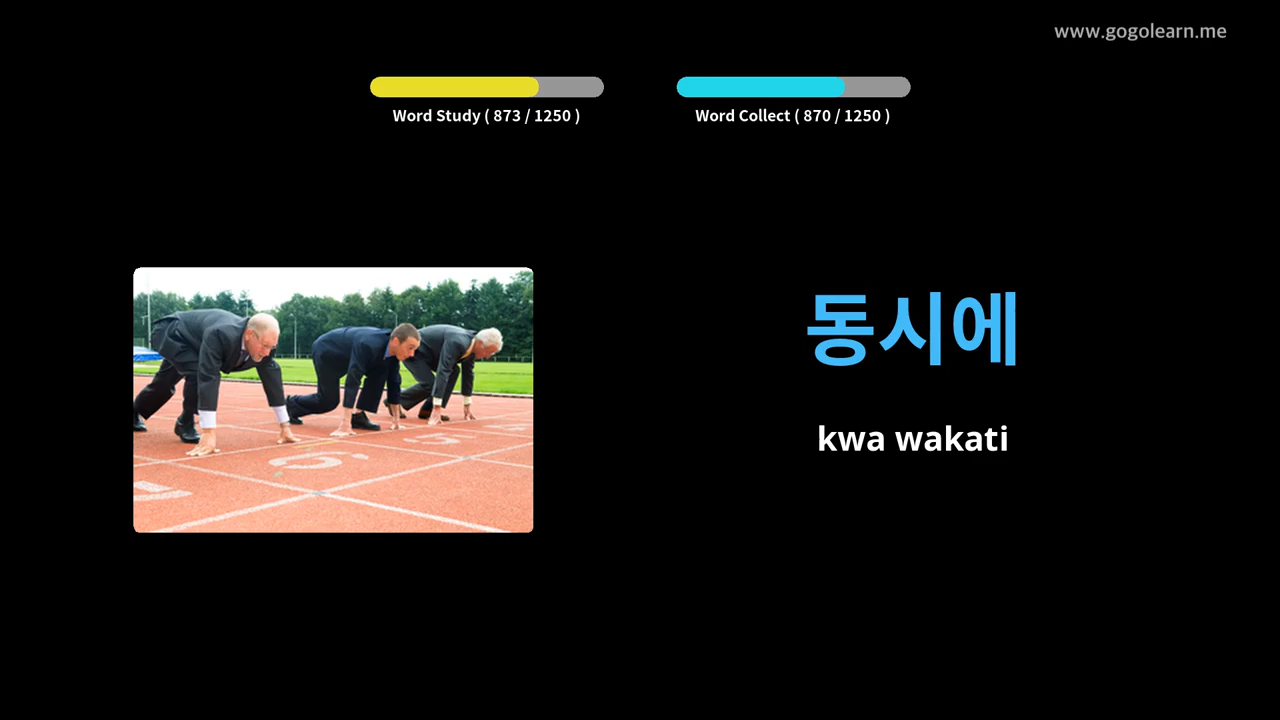 www.gogolearn.me
Word Study ( 873 / 1250 )
Word Collect ( 870 / 1250 )
동시에
kwa wakati